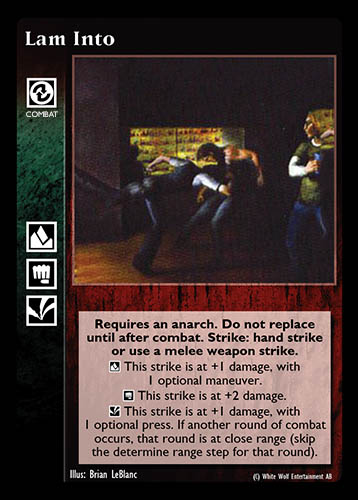 Lam Into
COMBAT
Requires an anarch. Do not replace
until after combat. Strike: hand strike
or use a melee weapon strike.
This strike is at +1 damage, with
1 optional maneuver.
This strike is at +2 damage.
This strike is at +1 damage, with
1 optional press. If another round of combat
occurs, that round is at close range (skip
the determine range step for that round).
Illus: Brian LeBlanc
(C) White Wolf Entertainment AB